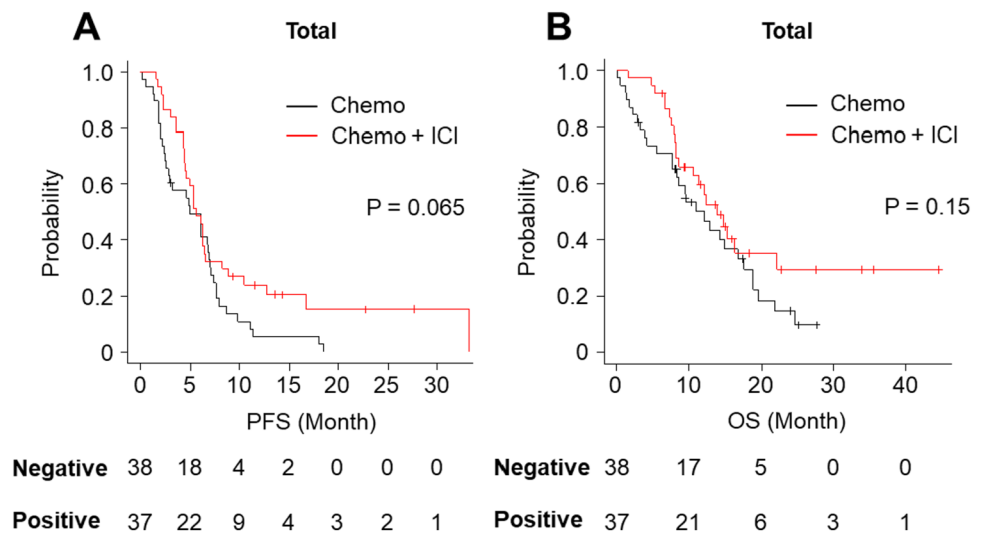 A
Total
1.0
0.8
0.6
0.4
0.2
0
Probability
Chemo
Chemo + ICI
P = 0.065
0 5 10 15 20 25 30
PFS (Month)
Negative 38 18 4 2 0 0 0
Positive 37 22 9 4 3 2 1
B
Total
1.0
0.8
0.6
0.4
0.2
0
Probability
Chemo
Chemo + ICI
P = 0.15
0 10 20 30 40
OS (Month)
Negative 38 17 5 0 0
Positive 37 21 6 3 1